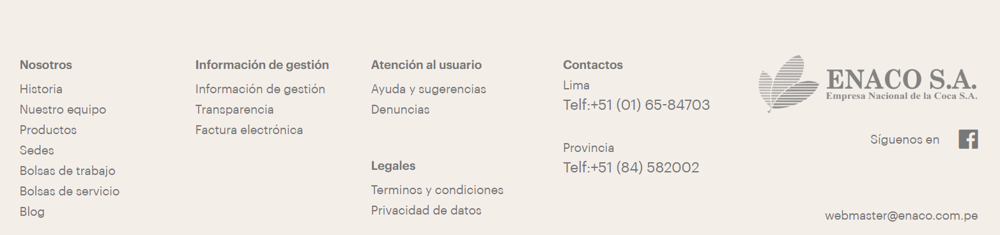 Nosotros
Historia
Nuestro equipo
Productos
Sedes
Bolsas de trabajo
Bolsas de servicio
Blog
Información de gestión
Información de gestión
Transparencia
Factura electrónica
Atención al usuario
Ayuda y sugerencias
Denuncias
Legales
Terminos y condiciones
Privacidad de datos
Contactos
Lima
Telf:+51 (01) 65-84703
Provincia
Telf:+51 (84) 582002
ENACO S.A.
Empresa Nacional de la Coca S.A.
Síguenos en
webmaster@enaco.com.pe